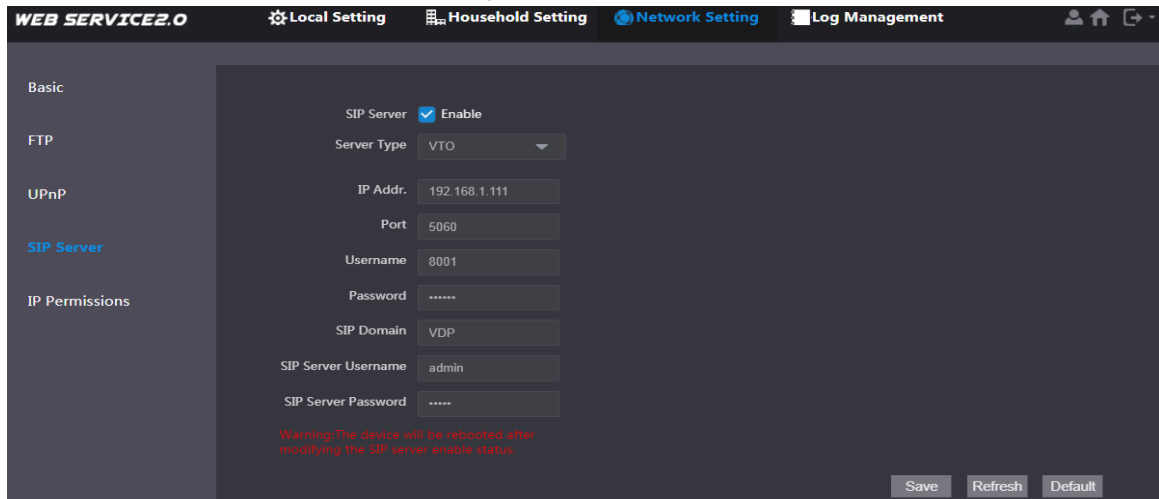 WEB SERVICE2.0 Local Setting Household Setting Network Setting Log Management
Basic
FTP
UPnP
SIP Server
IP Permissions
SIP Server Enable
Server Type VTO
IP Addr. 192.168.1.111
Port 5060
Username 8001
Password ••••••
SIP Domain VDP
SIP Server Username admin
SIP Server Password •••••
Warning:The device will be rebooted after
modifying the SIP server enable status.
Save Refresh Default